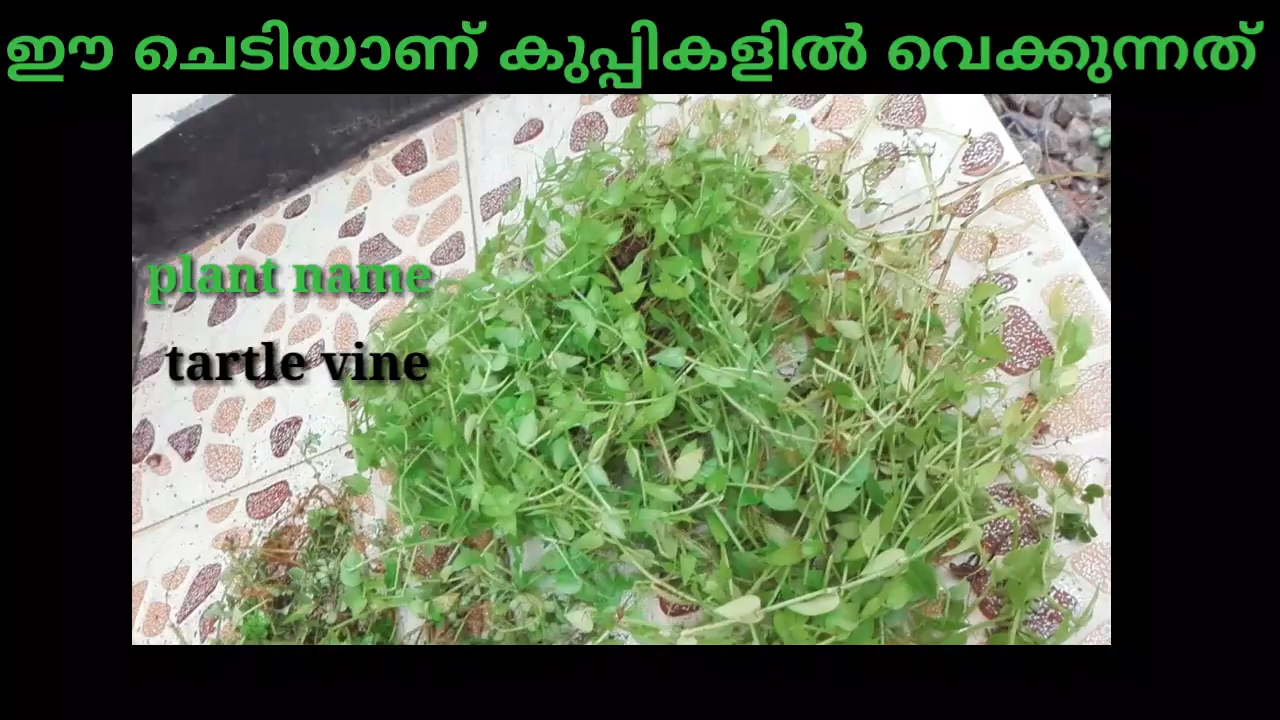 ഈ ചെടിയാണ് കുപ്പികളിൽ വെക്കുന്നത്
plant name
tartle vine